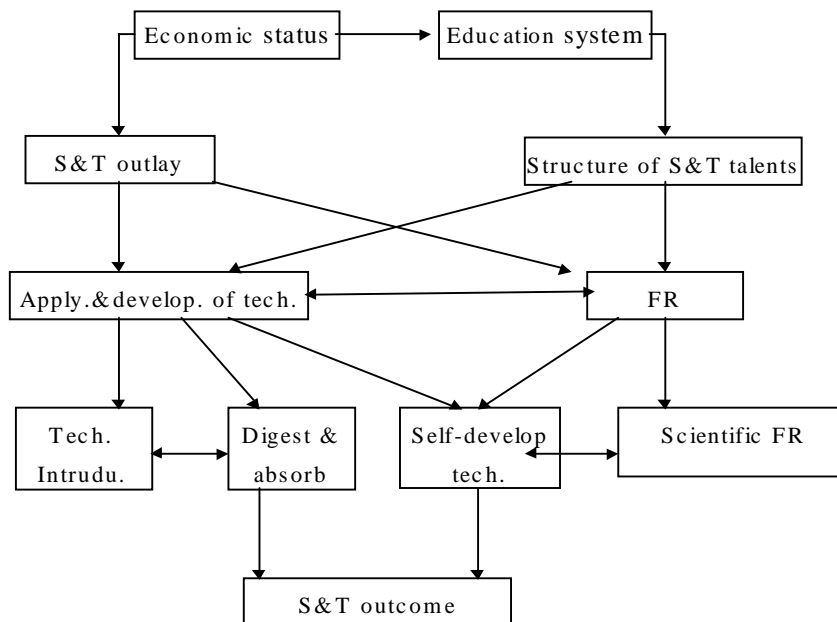 Economic status
Education system
S&T outlay
Structure of S&T talents
Apply.&develop. of tech.
FR
Tech.
Intrudu.
Digest &
absorb
Self-develop
tech.
Scientific FR
S&T outcome